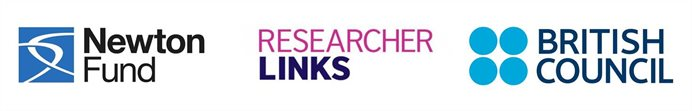 Newton
Fund
RESEARCHER
LINKS
BRITISH
COUNCIL